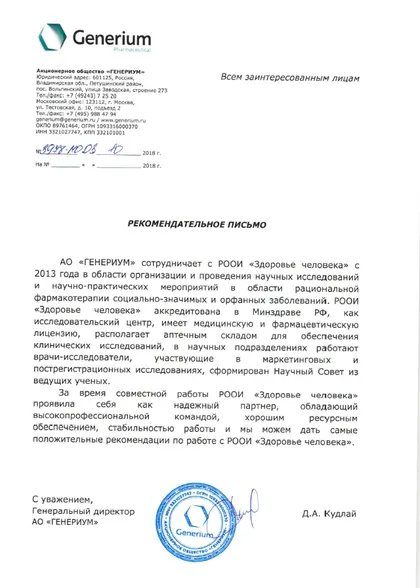 Generium
Pharmaceutical
Акционерное общество «ГЕНЕРИУМ»
Юридический адрес: 601125, Россия,
Владимирская обл., Петушинский район,
пос. Вольгинский, улица Заводская, строение 273
Тел./факс: +7 (49243) 7 25 20
Московский офис: 123112, г. Москва,
ул. Тестовская, д. 10, подъезд 2
Тел./факс: +7 (495) 988 47 94
generium@generium.ru / www.generium.ru
ОКПО 89761464, ОГРН 1093316000370
ИНН 3321027747, КПП 332101001
Всем заинтересованным лицам
№ 2018 г.
На № « » 2018 г.
РЕКОМЕНДАТЕЛЬНОЕ ПИСЬМО
АО «ГЕНЕРИУМ» сотрудничает с РООИ «Здоровье человека» с
2013 года в области организации и проведения научных исследований
и научно-практических мероприятий в области рациональной
фармакотерапии социально-значимых и орфанных заболеваний. РООИ
«Здоровье человека» аккредитована в Минздраве РФ, как
исследовательский центр, имеет медицинскую и фармацевтическую
лицензию, располагает аптечным складом для обеспечения
клинических исследований, в научных подразделениях работают
врачи-исследователи, участвующие в маркетинговых и
пострегистрационных исследованиях, сформирован Научный Совет из
ведущих ученых.
За время совместной работы РООИ «Здоровье человека»
проявила себя как надежный партнер, обладающий
высокопрофессиональной командой, хорошим ресурсным
обеспечением, стабильностью работы и мы можем дать самые
положительные рекомендации по работе с РООИ «Здоровье человека».
С уважением,
Генеральный директор
АО «ГЕНЕРИУМ»
Generium
Д.А. Кудлай